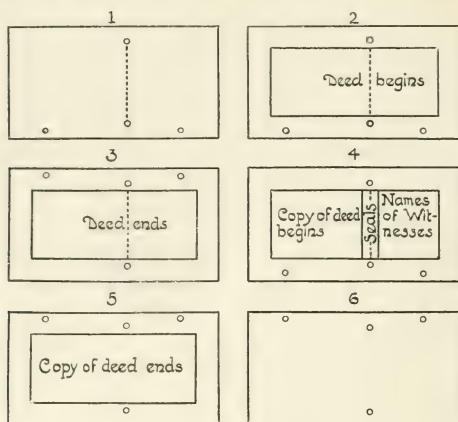 1
2
Deed begins
3
Deed ends
4
Copy of deed
begins
Seals
Names
of Wit-
nesses
5
Copy of deed ends
6